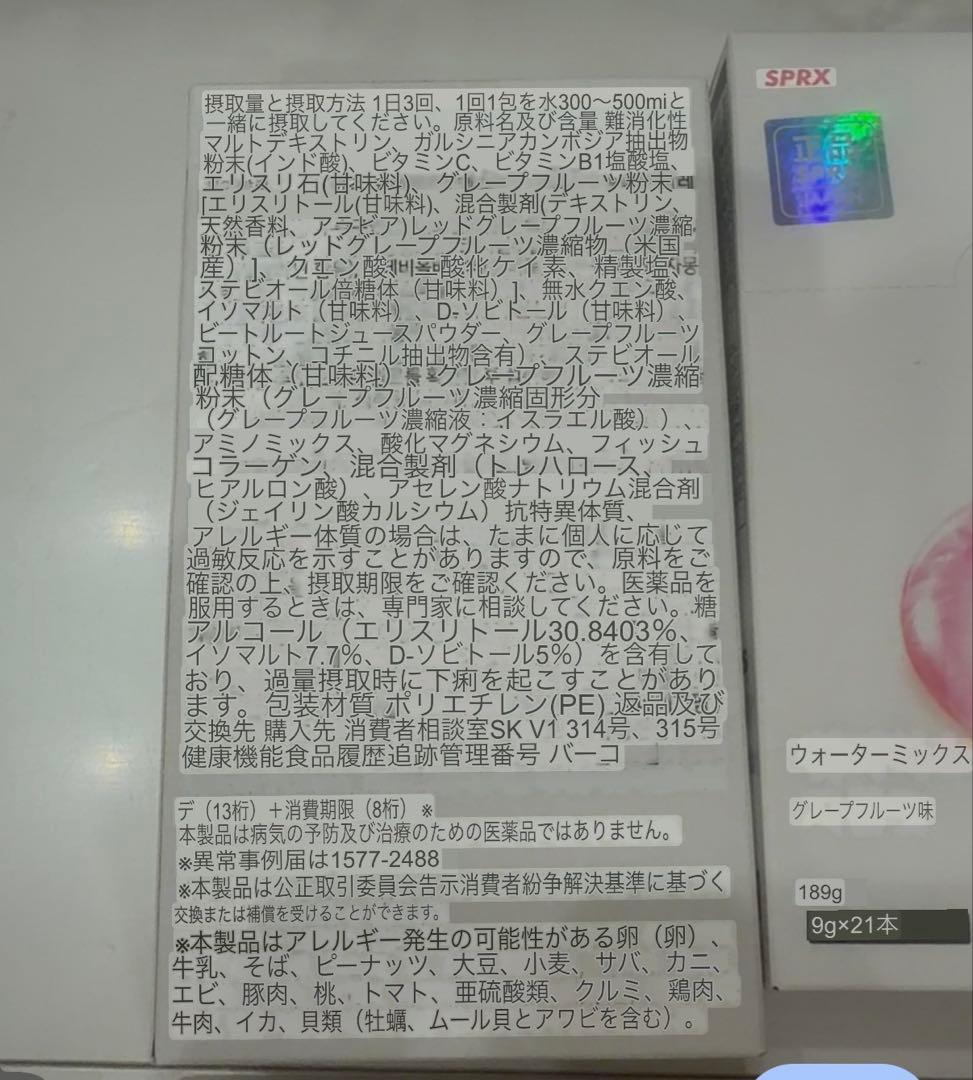 摂取量と摂取方法 1日3回、1回1包を水300〜500miと
一緒に摂取してください。原料名及び含量 難消化性
マルトデキストリン、ガルシニアカンボジア抽出物
粉末(インド酸)、ビタミンC、ビタミンB1塩酸塩、
エリスリ石(甘味料)、グレープフルーツ粉末
[エリスリトール(甘味料)、混合製剤(デキストリン、
天然香料、アラビア)レッドグレープフルーツ濃縮
粉末（レッドグレープフルーツ濃縮物（米国
産）]、クエン酸、二酸化ケイ素、精製塩、
ステビオール倍糖体（甘味料）]、無水クエン酸、
イソマルト（甘味料）、D-ソビトール（甘味料）、
ビートルートジュースパウダー、グレープフルーツ
コットン、コチニル抽出物含有）、ステビオール
配糖体（甘味料）、グレープフルーツ濃縮
粉末（グレープフルーツ濃縮固形分
（グレープフルーツ濃縮液：イスラエル酸））、
アミノミックス、酸化マグネシウム、フィッシュ
コラーゲン、混合製剤（トレハロース、
ヒアルロン酸）、アセレン酸ナトリウム混合剤
（ジェイリン酸カルシウム）抗特異体質、
アレルギー体質の場合は、たまに個人に応じて
過敏反応を示すことがありますので、原料をご
確認の上、摂取期限をご確認ください。医薬品を
服用するときは、専門家に相談してください。糖
アルコール（エリスリトール30.8403%、
イソマルト7.7%、D-ソビトール5%）を含有して
おり、過量摂取時に下痢を起こすことがあり
ます。包装材質 ポリエチレン(PE) 返品及び
交換先 購入先 消費者相談室SK V1 314号、315号
健康機能食品履歴追跡管理番号 バーコ
デ（13桁）＋消費期限（8桁）※
本製品は病気の予防及び治療のための医薬品ではありません。
※異常事例届は1577-2488
※本製品は公正取引委員会告示消費者紛争解決基準に基づく
交換または補償を受けることができます。
※本製品はアレルギー発生の可能性がある卵（卵）、
牛乳、そば、ピーナッツ、大豆、小麦、サバ、カニ、
エビ、豚肉、桃、トマト、亜硫酸類、クルミ、鶏肉、
牛肉、イカ、貝類（牡蠣、ムール貝とアワビを含む）。
SPRX
ウォーターミックス
グレープフルーツ味
189g
9g×21本